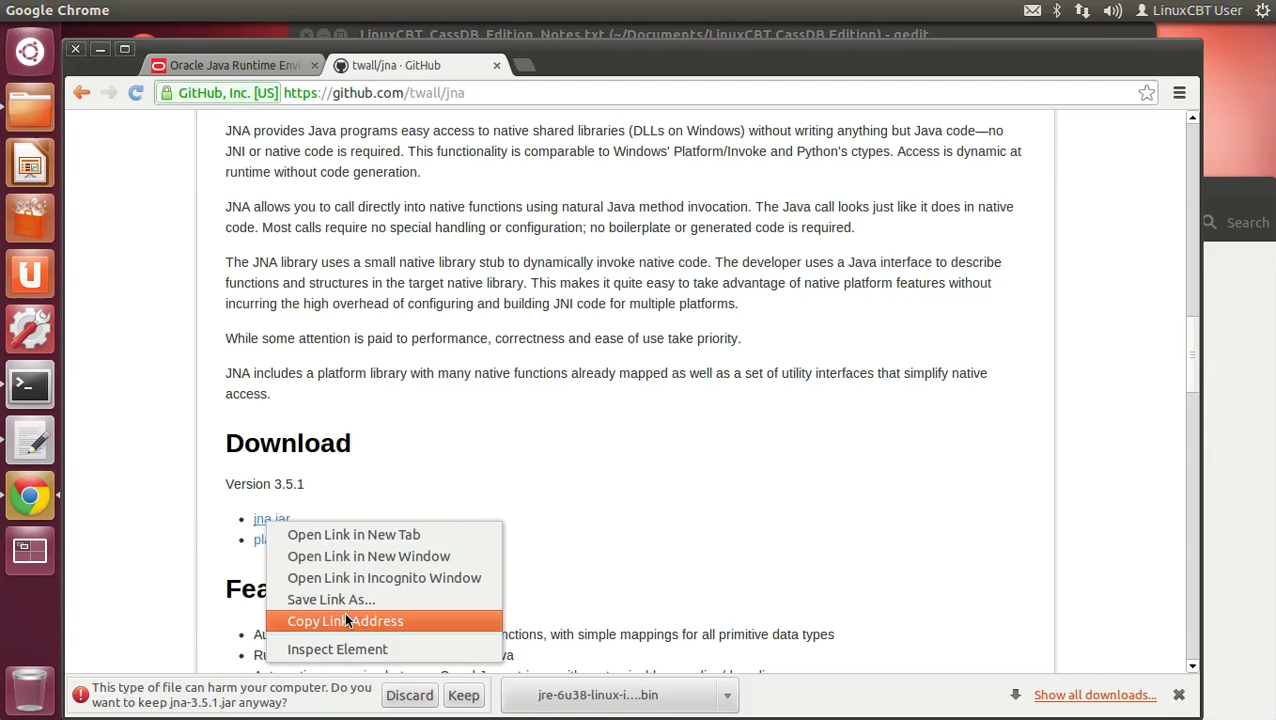 Google Chrome
LinuxCBT User
LinuxCBT_CassDB_Edition_Notes.txt (~/Documents/LinuxCBT_CassDB_Edition) - gedit
Oracle Java Runtime Envi
twall/jna · GitHub
GitHub, Inc. [US] https://github.com/twall/jna
Search
JNA provides Java programs easy access to native shared libraries (DLLs on Windows) without writing anything but Java code—no
JNI or native code is required. This functionality is comparable to Windows' Platform/Invoke and Python's ctypes. Access is dynamic at
runtime without code generation.
JNA allows you to call directly into native functions using natural Java method invocation. The Java call looks just like it does in native
code. Most calls require no special handling or configuration; no boilerplate or generated code is required.
The JNA library uses a small native library stub to dynamically invoke native code. The developer uses a Java interface to describe
functions and structures in the target native library. This makes it quite easy to take advantage of native platform features without
incurring the high overhead of configuring and building JNI code for multiple platforms.
While some attention is paid to performance, correctness and ease of use take priority.
JNA includes a platform library with many native functions already mapped as well as a set of utility interfaces that simplify native
access.
Download
Version 3.5.1
jna.jar
Open Link in New Tab
Open Link in New Window
Open Link in Incognito Window
Save Link As...
Copy Link Address
Inspect Element
nctions, with simple mappings for all primitive data types
This type of file can harm your computer. Do you
want to keep jna-3.5.1.jar anyway?
Discard
Keep
jre-6u38-linux-i....bin
Show all downloads...